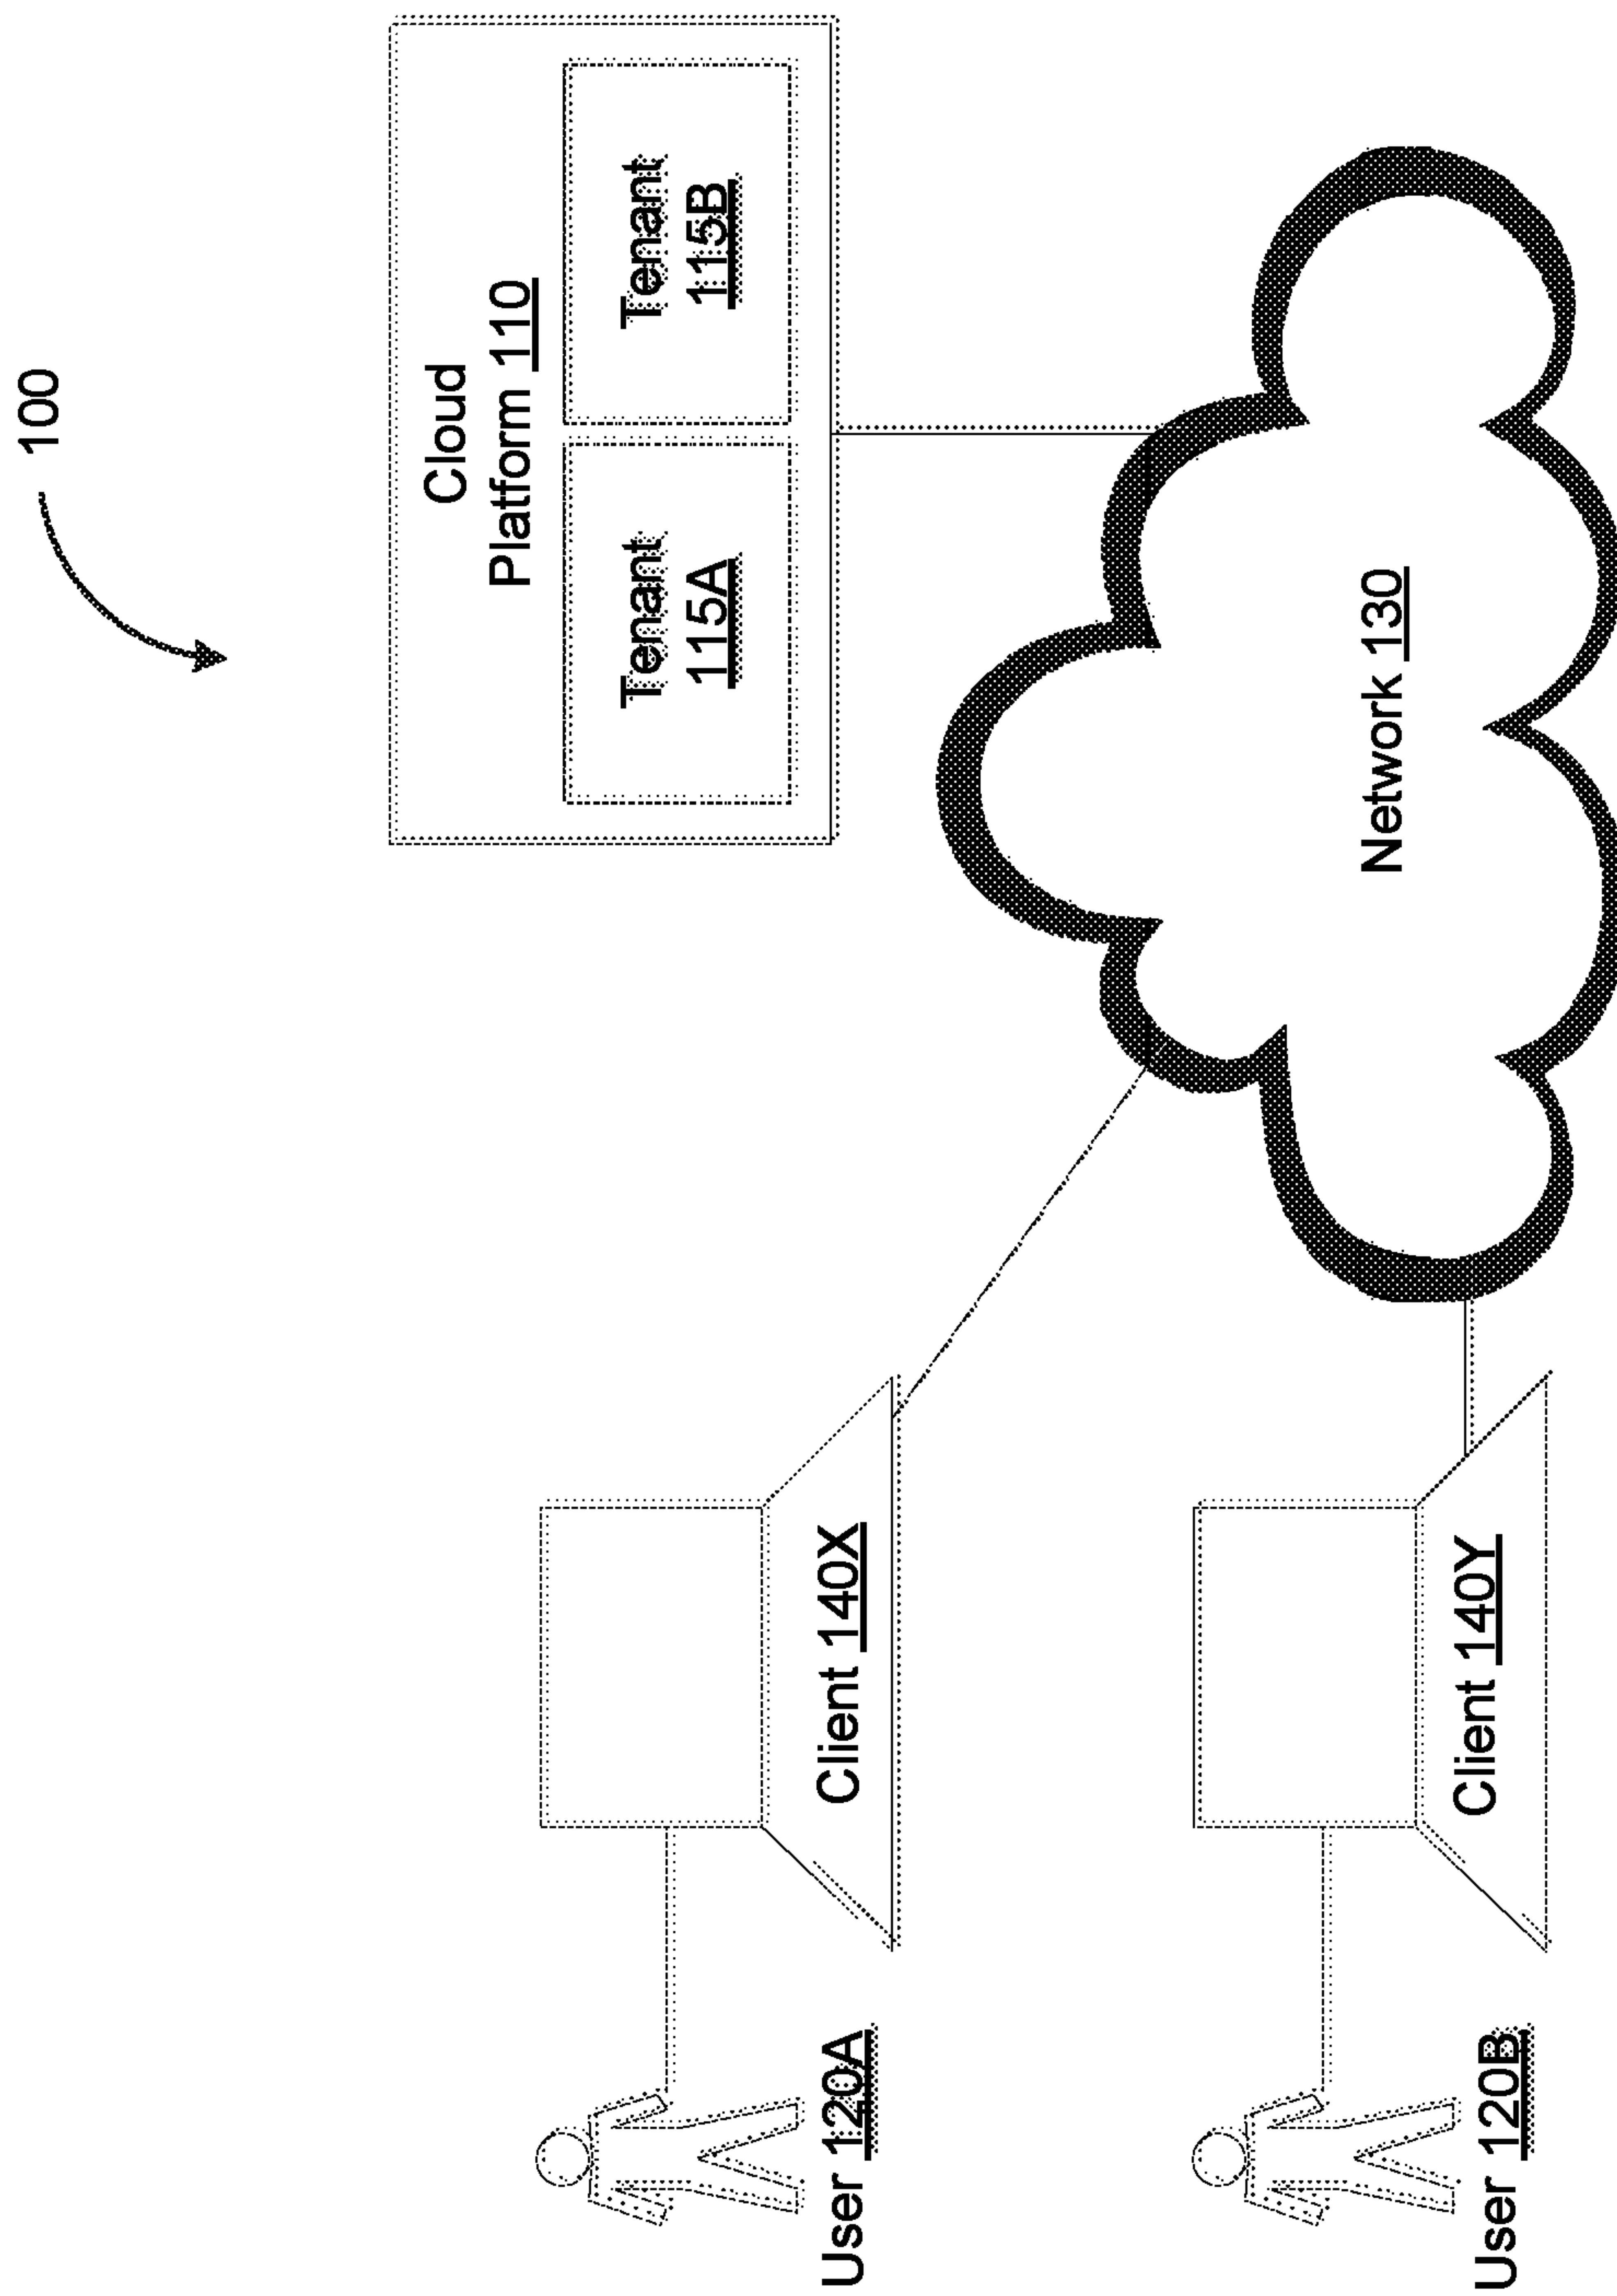 100
Cloud
Platform 110
Tenant
115A
Tenant
115B
Network 130
Client 140X
Client 140Y
User 120A
User 120B